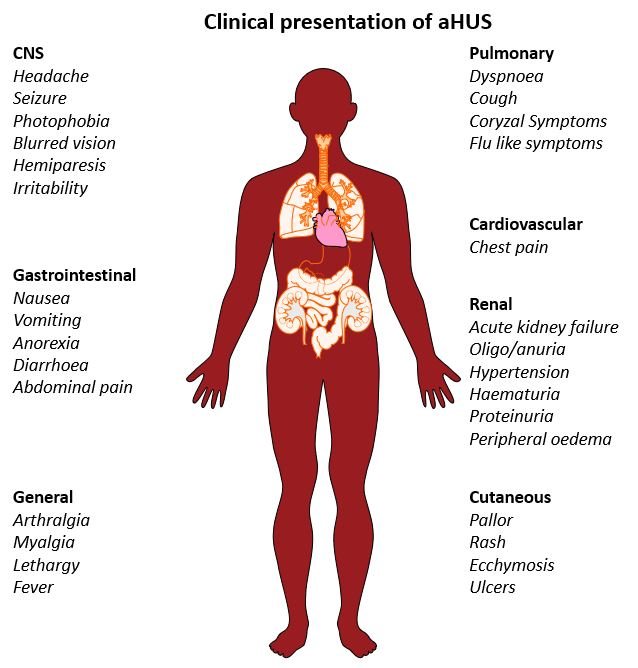 Clinical presentation of aHUS
CNS
Headache
Seizure
Photophobia
Blurred vision
Hemiparesis
Irritability
Gastrointestinal
Nausea
Vomiting
Anorexia
Diarrhoea
Abdominal pain
General
Arthralgia
Myalgia
Lethargy
Fever
Pulmonary
Dyspnoea
Cough
Coryzal Symptoms
Flu like symptoms
Cardiovascular
Chest pain
Renal
Acute kidney failure
Oligo/anuria
Hypertension
Haematuria
Proteinuria
Peripheral oedema
Cutaneous
Pallor
Rash
Ecchymosis
Ulcers